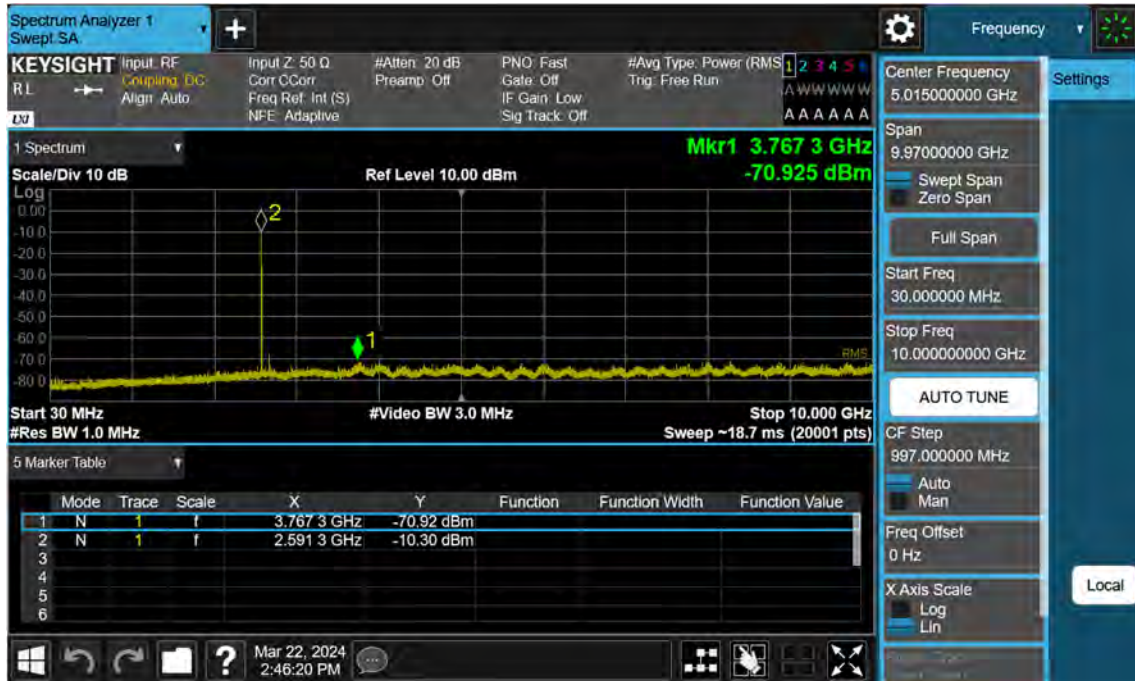 Spectrum Analyzer 1
Swept SA
+
Frequency
KEYSIGHT
RL
LXI
Input: RF
Coupling: DC
Align: Auto
Input Z: 50 Ω
Corr CCorr
Freq Ref: Int (S)
NFE: Adaptive
#Atten: 20 dB
Preamp: Off
PNO: Fast
Gate: Off
IF Gain: Low
Sig Track: Off
#Avg Type: Power (RMS
Trig: Free Run
1 2 3 4 5 6
A W W W W W
A A A A A A
Center Frequency
5.015000000 GHz
Settings
1 Spectrum
Scale/Div 10 dB
Ref Level 10.00 dBm
Mkr1 3.767 3 GHz
-70.925 dBm
Log
0.00
-10.0
-20.0
-30.0
-40.0
-50.0
-60.0
-70.0
-80.0
2
1
RMS
Start 30 MHz
#Video BW 3.0 MHz
Stop 10.000 GHz
#Res BW 1.0 MHz
Sweep ~18.7 ms (20001 pts)
Span
9.97000000 GHz
Swept Span
Zero Span
Full Span
Start Freq
30.000000 MHz
Stop Freq
10.000000000 GHz
AUTO TUNE
CF Step
997.000000 MHz
Auto
Man
Freq Offset
0 Hz
X Axis Scale
Log
Lin
Local
5 Marker Table
Mode Trace Scale X Y Function Function Width Function Value
1 N 1 f 3.767 3 GHz -70.92 dBm
2 N 1 f 2.591 3 GHz -10.30 dBm
3
4
5
6
?
Mar 22, 2024
2:46:20 PM